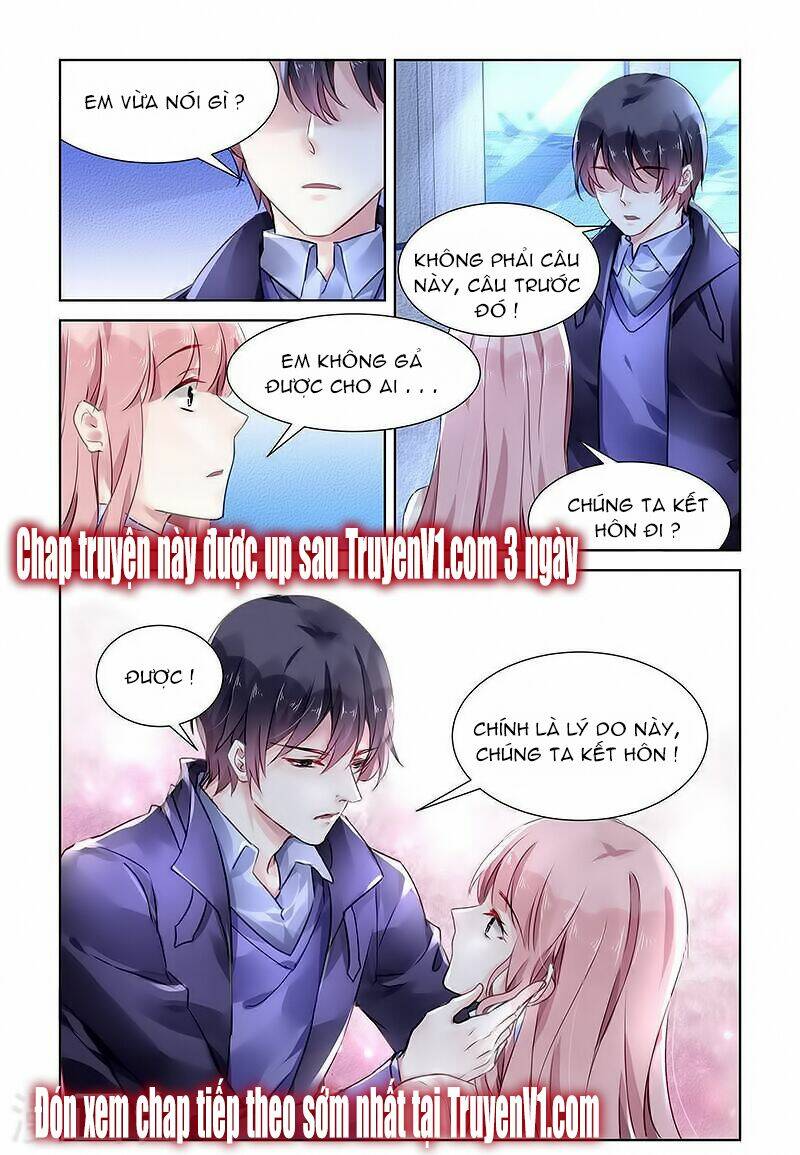 EM VỪA NÓI GÌ ?
KHÔNG PHẢI CÂU
NÀY, CÂU TRƯỚC
ĐÓ !
EM KHÔNG GẢ
ĐƯỢC CHO AI . . .
CHÚNG TA KẾT
HÔN ĐI ?
Chap truyện này được up sau TruyenV1.com 3 ngày
ĐƯỢC !
CHÍNH LÀ LÝ DO NÀY,
CHÚNG TA KẾT HÔN !
Đón xem chap tiếp theo sớm nhất tại TruyenV1.com